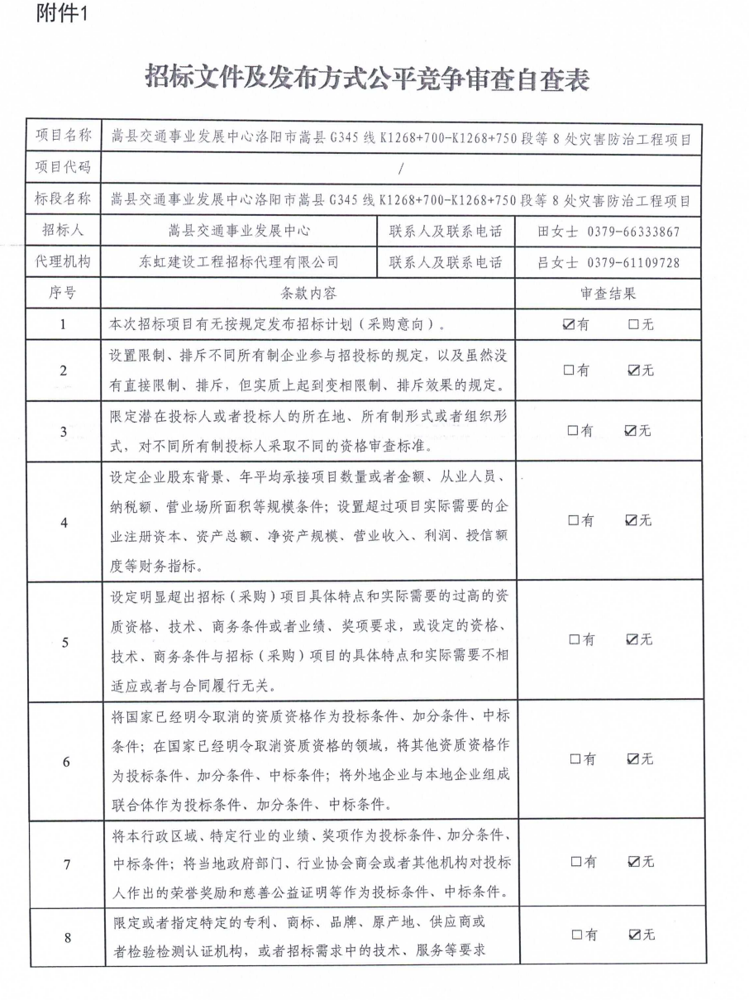 附件1
招标文件及发布方式公平竞争审查自查表
项目名称 嵩县交通事业发展中心洛阳市嵩县 G345 线 K1268+700-K1268+750 段等 8 处灾害防治工程项目
项目代码 /
标段名称 嵩县交通事业发展中心洛阳市嵩县 G345 线 K1268+700-K1268+750 段等 8 处灾害防治工程项目
招标人 嵩县交通事业发展中心 联系人及联系电话 田女士 0379-66333867
代理机构 东虹建设工程招标代理有限公司 联系人及联系电话 吕女士 0379-61109728
序号 条款内容 审查结果
1 本次招标项目有无按规定发布招标计划（采购意向）。 ☑有 □无
设置限制、排斥不同所有制企业参与招投标的规定，以及虽然没
2 □有 ☑无
有直接限制、排斥，但实质上起到变相限制、排斥效果的规定。
限定潜在投标人或者投标人的所在地、所有制形式或者组织形
3 □有 ☑无
式，对不同所有制投标人采取不同的资格审查标准。
设定企业股东背景、年平均承接项目数量或者金额、从业人员、
纳税额、营业场所面积等规模条件；设置超过项目实际需要的企
4 □有 ☑无
业注册资本、资产总额、净资产规模、营业收入、利润、授信额
度等财务指标。
设定明显超出招标（采购）项目具体特点和实际需要的过高的资
质资格、技术、商务条件或者业绩、奖项要求，或设定的资格、
5 □有 ☑无
技术、商务条件与招标（采购）项目的具体特点和实际需要不相
适应或者与合同履行无关。
将国家已经明令取消的资质资格作为投标条件、加分条件、中标
条件；在国家已经明令取消资质资格的领域，将其他资质资格作
6 □有 ☑无
为投标条件、加分条件、中标条件；将外地企业与本地企业组成
联合体作为投标条件、加分条件、中标条件。
将本行政区域、特定行业的业绩、奖项作为投标条件、加分条件、
7 中标条件；将当地政府部门、行业协会商会或者其他机构对投标 □有 ☑无
人作出的荣誉奖励和慈善公益证明等作为投标条件、中标条件。
限定或者指定特定的专利、商标、品牌、原产地、供应商或
8 □有 ☑无
者检验检测认证机构，或者招标需求中的技术、服务等要求